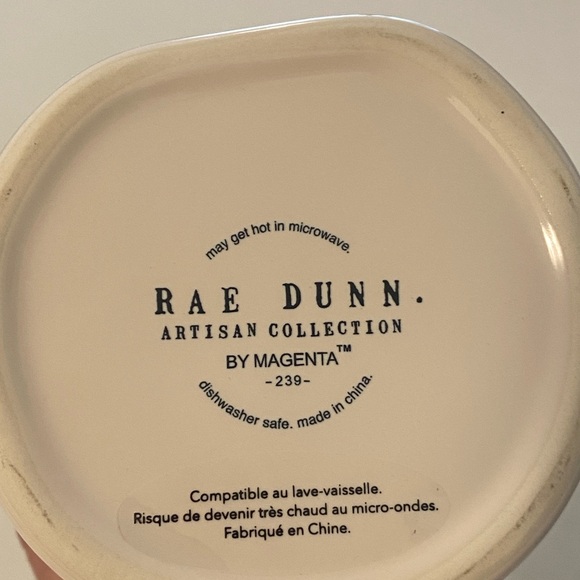 may get hot in microwave.
RAE DUNN.
ARTISAN COLLECTION
BY MAGENTA™
-239-
dishwasher safe. made in china.
Compatible au lave-vaisselle.
Risque de devenir très chaud au micro-ondes.
Fabriqué en Chine.